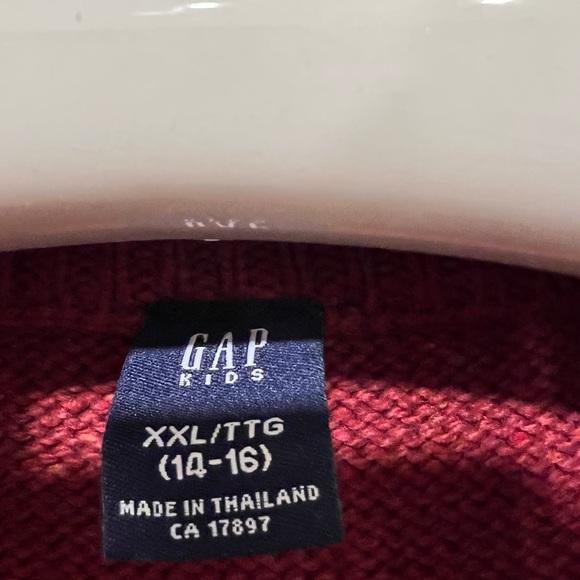 GAP
KIDS
XXL/TTG
(14-16)
MADE IN THAILAND
CA 17897